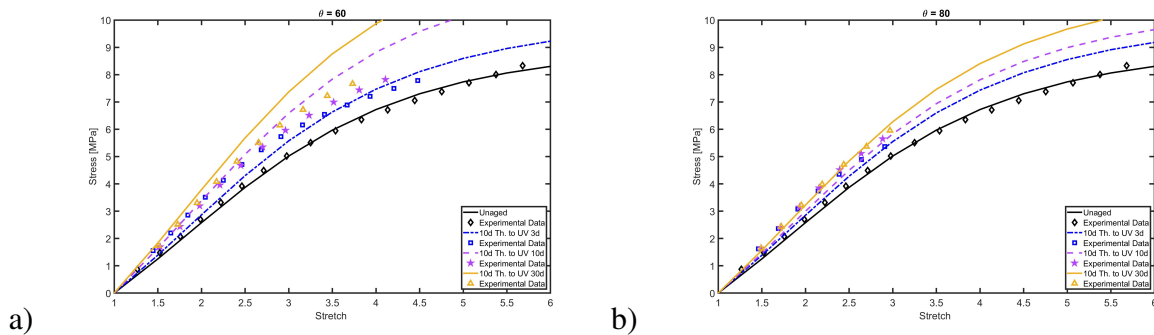 θ = 60
Stress [MPa]
10
9
8
7
6
5
4
3
2
1
0
1 1.5 2 2.5 3 3.5 4 4.5 5 5.5 6
Stretch
Unaged
Experimental Data
10d Th. to UV 3d
Experimental Data
10d Th. to UV 10d
Experimental Data
10d Th. to UV 30d
Experimental Data
a)
θ = 80
Stress [MPa]
10
9
8
7
6
5
4
3
2
1
0
1 1.5 2 2.5 3 3.5 4 4.5 5 5.5 6
Stretch
Unaged
Experimental Data
10d Th. to UV 3d
Experimental Data
10d Th. to UV 10d
Experimental Data
10d Th. to UV 30d
Experimental Data
b)